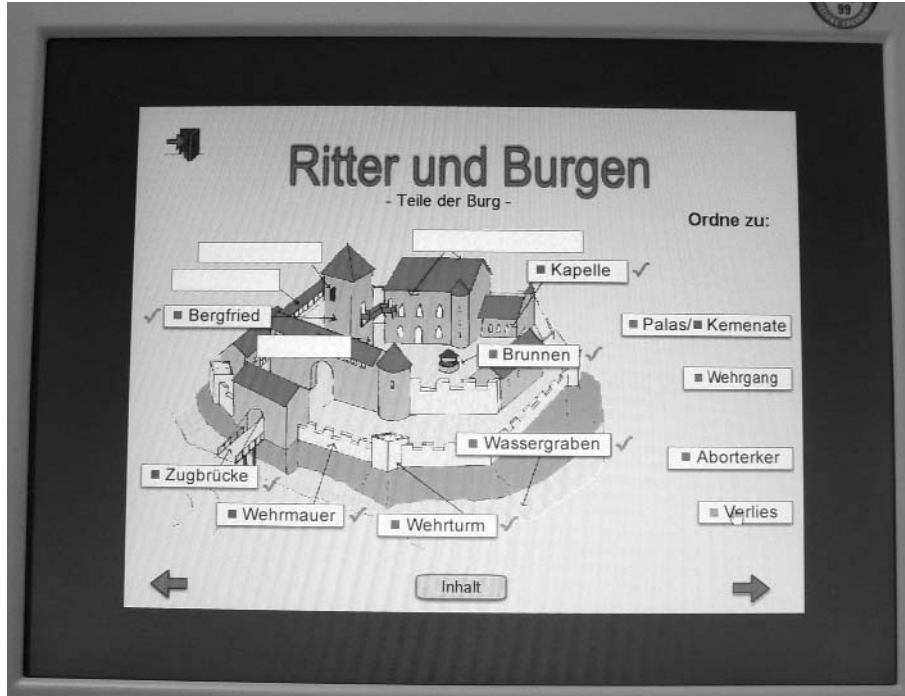 99
Ritter und Burgen
- Teile der Burg -
Ordne zu:
Kapelle
Bergfried
Palas/ Kemenate
Brunnen
Wehrgang
Wassergraben
Aborterker
Zugbrücke
Verlies
Wehrmauer
Wehrturm
Inhalt